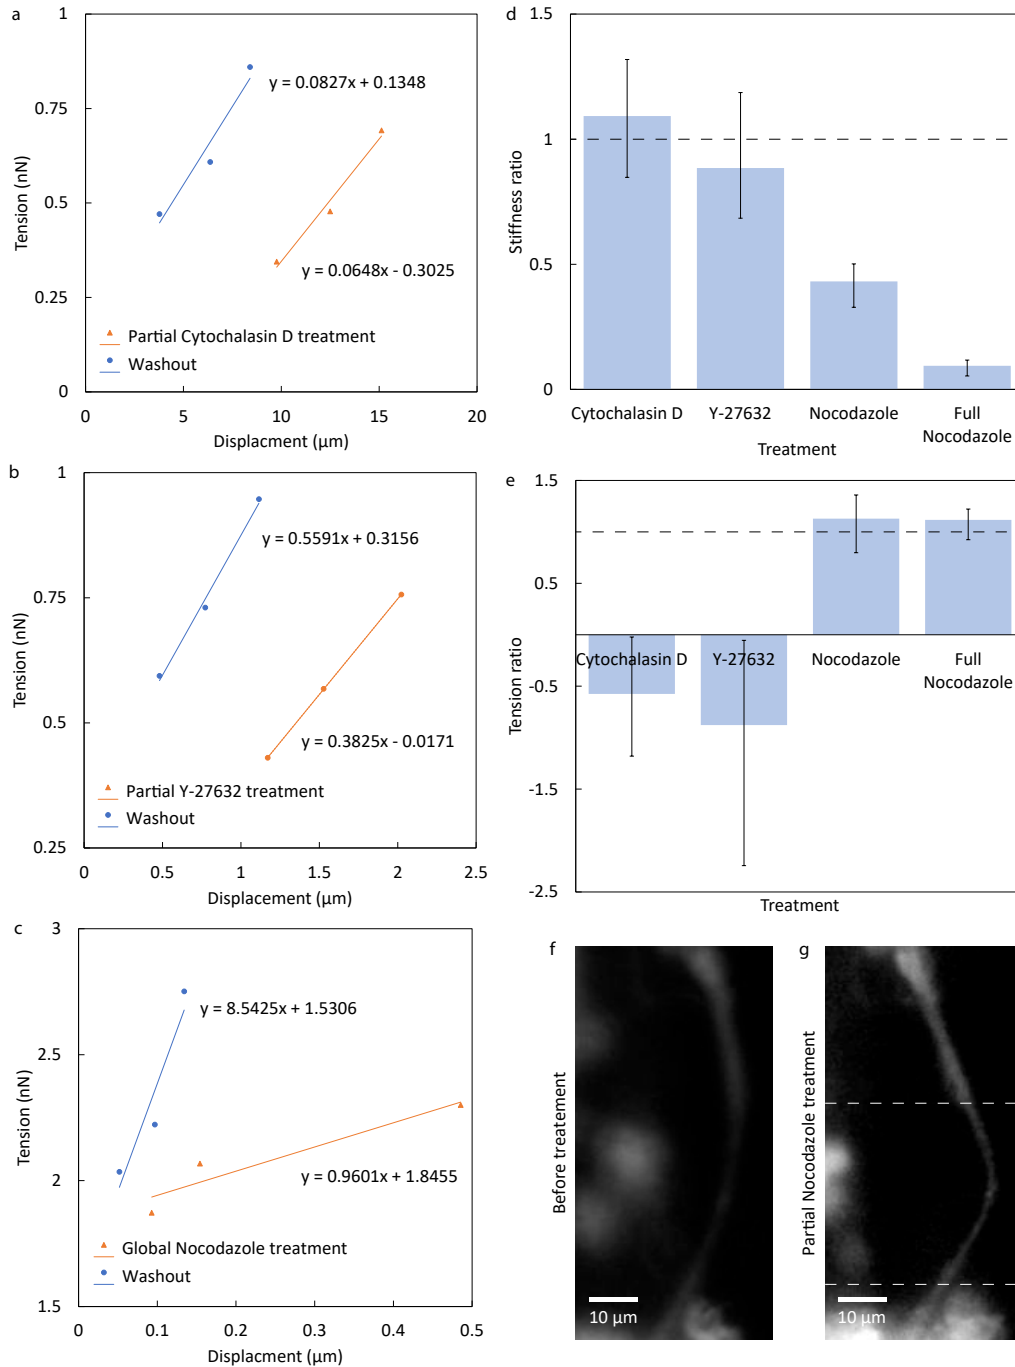 a
1
0.75
0.5
0.25
0
Tension (nN)
y = 0.0827x + 0.1348
y = 0.0648x - 0.3025
Partial Cytochalasin D treatment
Washout
0 5 10 15 20
Displacment (µm)
b
1
0.75
0.5
0.25
Tension (nN)
y = 0.5591x + 0.3156
y = 0.3825x - 0.0171
Partial Y-27632 treatment
Washout
0 0.5 1 1.5 2 2.5
Displacement (µm)
c
3
2.5
2
1.5
Tension (nN)
y = 8.5425x + 1.5306
y = 0.9601x + 1.8455
Global Nocodazole treatment
Washout
0 0.1 0.2 0.3 0.4 0.5
Displacement (µm)
d
1.5
1
0.5
0
Stiffness ratio
Cytochalasin D Y-27632 Nocodazole Full
Nocodazole
Treatment
e
1.5
0.5
-0.5
-1.5
-2.5
Tension ratio
Cytochalasin D Y-27632 Nocodazole Full
Nocodazole
Treatment
f
Before treatement
10 µm
g
Partial Nocodazole treatment
10 µm